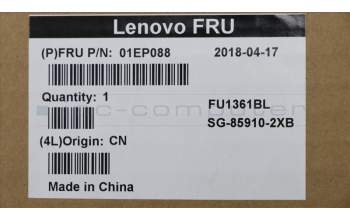 Lenovo FRU
(P)FRU P/N: 01EP088 2018-04-17
Quantity: 1 FU1361BL
SG-85910-2XB
(4L)Origin: CN
Made in China